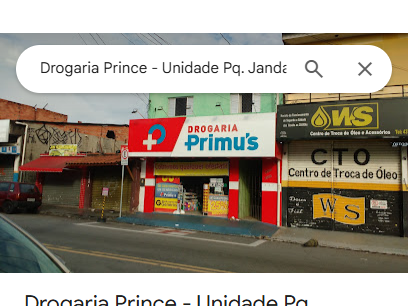 Drogaria Prince - Unidade Pq. Janda
DROGARIA
Primu's
WS
Centro de Troca de Óleo e Acessórios
CTO
Centro de Troca de Óleo
WS
Drogaria Prince - Unidade Pq.